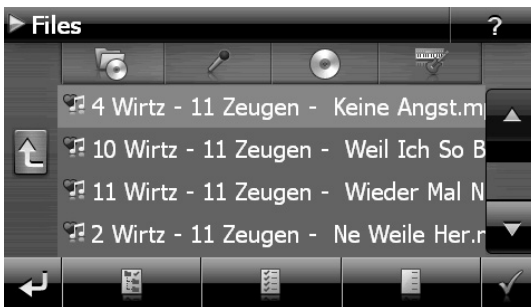 Files ?
4 Wirtz - 11 Zeugen - Keine Angst.m
10 Wirtz - 11 Zeugen - Weil Ich So B
11 Wirtz - 11 Zeugen - Wieder Mal N
2 Wirtz - 11 Zeugen - Ne Weile Her.m